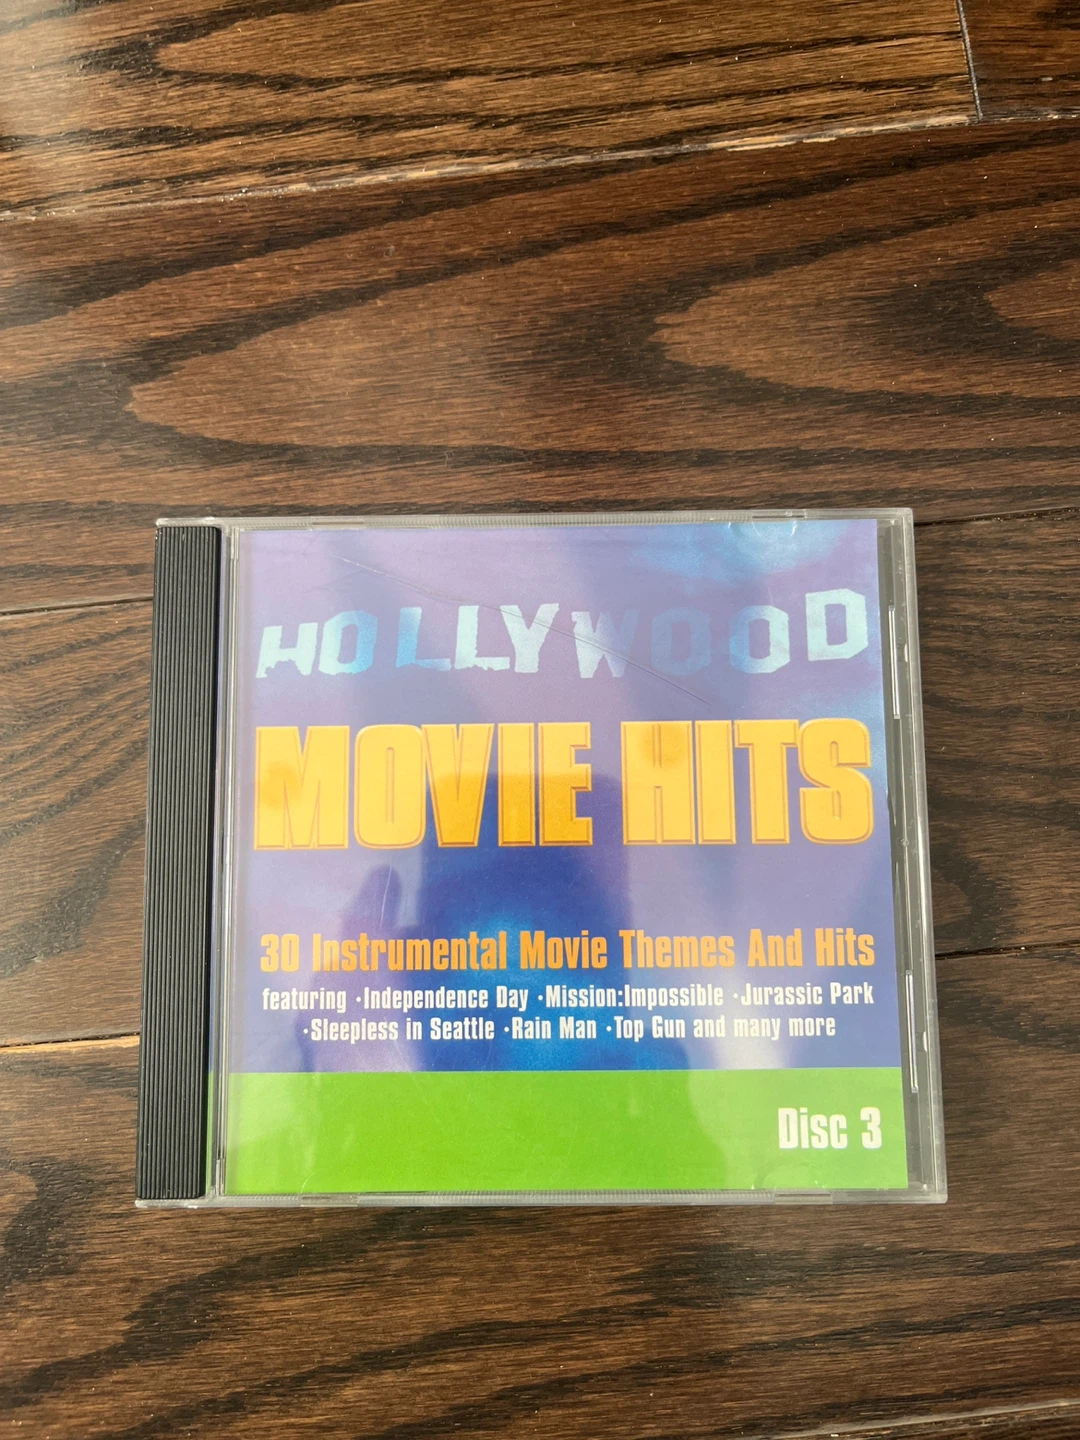 HOLLYWOOD
MOVIE HITS
30 Instrumental Movie Themes And Hits
featuring •Independence Day •Mission:Impossible •Jurassic Park
•Sleepless in Seattle •Rain Man •Top Gun and many more
Disc 3